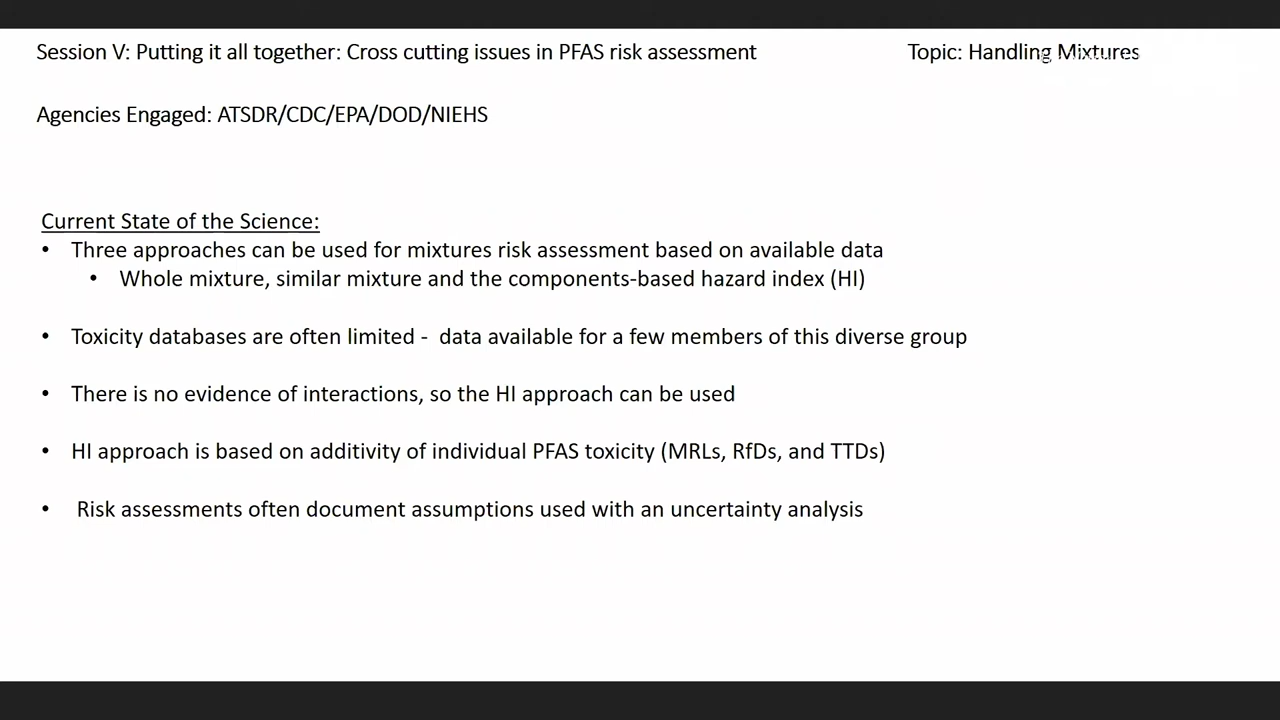 Session V: Putting it all together: Cross cutting issues in PFAS risk assessment
Topic: Handling Mixtures
Agencies Engaged: ATSDR/CDC/EPA/DOD/NIEHS
Current State of the Science:
• Three approaches can be used for mixtures risk assessment based on available data
• Whole mixture, similar mixture and the components-based hazard index (HI)
• Toxicity databases are often limited - data available for a few members of this diverse group
• There is no evidence of interactions, so the HI approach can be used
• HI approach is based on additivity of individual PFAS toxicity (MRLs, RfDs, and TTDs)
• Risk assessments often document assumptions used with an uncertainty analysis